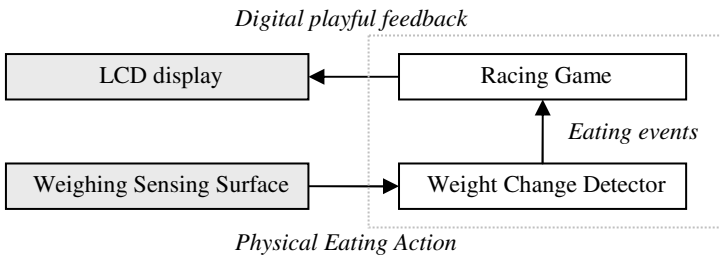 Digital playful feedback
LCD display
Racing Game
Eating events
Weighing Sensing Surface
Weight Change Detector
Physical Eating Action